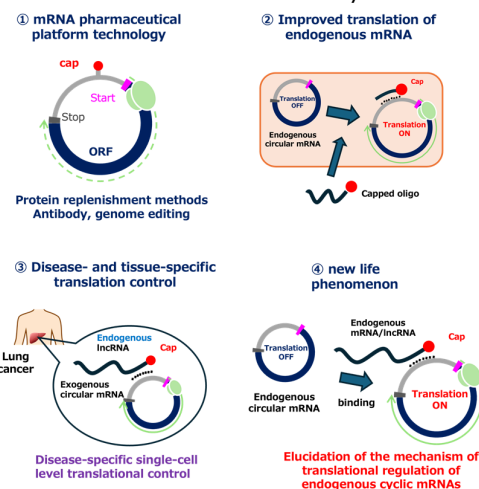 ① mRNA pharmaceutical
platform technology
cap
Start
Stop
ORF
Protein replenishment methods
Antibody, genome editing
② Improved translation of
endogenous mRNA
Translation
OFF
Endogenous
circular mRNA
Cap
Translation
ON
Capped oligo
③ Disease- and tissue-specific
translation control
Lung
cancer
Endogenous
lncRNA
Cap
Exogenous
circular mRNA
Disease-specific single-cell
level translational control
④ new life
phenomenon
Translation
OFF
Endogenous
circular mRNA
Endogenous
mRNA/lncRNA
binding
Cap
Translation
ON
Elucidation of the mechanism of
translational regulation of
endogenous cyclic mRNAs